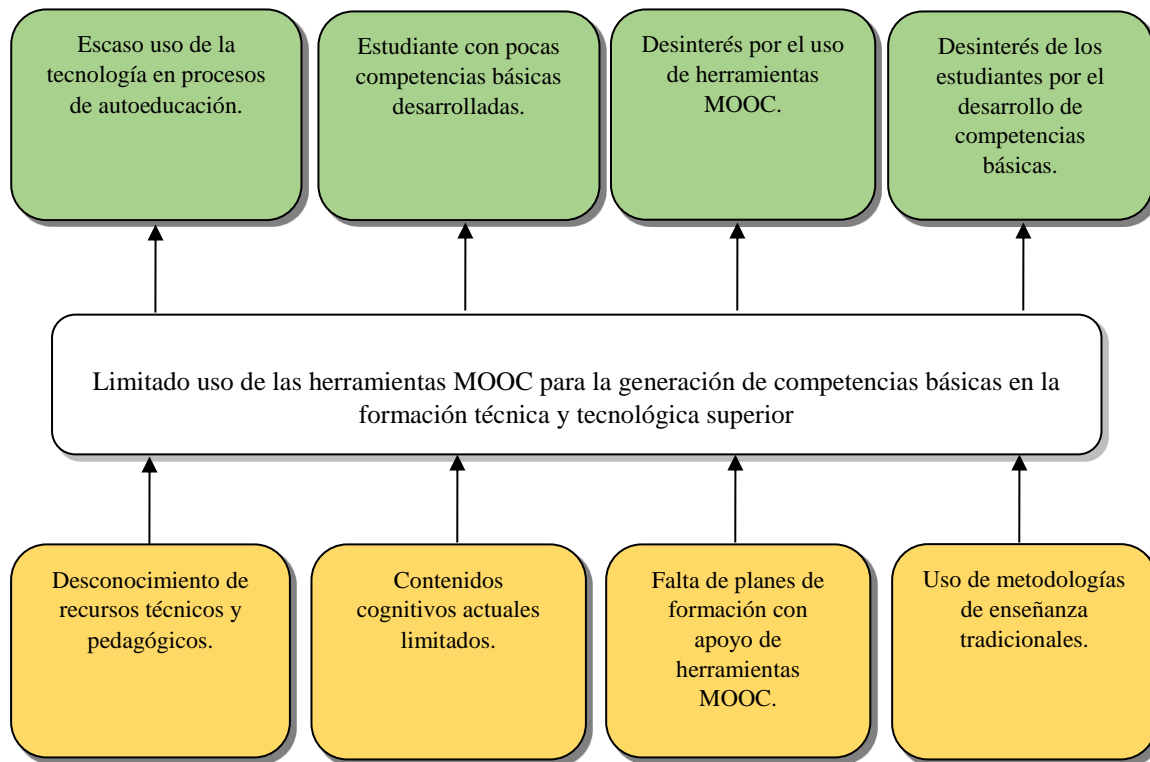 Escaso uso de la
tecnología en procesos
de autoeducación.
Estudiante con pocas
competencias básicas
desarrolladas.
Desinterés por el uso
de herramientas
MOOC.
Desinterés de los
estudiantes por el
desarrollo de
competencias
básicas.
Limitado uso de las herramientas MOOC para la generación de competencias básicas en la
formación técnica y tecnológica superior
Desconocimiento de
recursos técnicos y
pedagógicos.
Contenidos
cognitivos actuales
limitados.
Falta de planes de
formación con
apoyo de
herramientas
MOOC.
Uso de metodologías
de enseñanza
tradicionales.